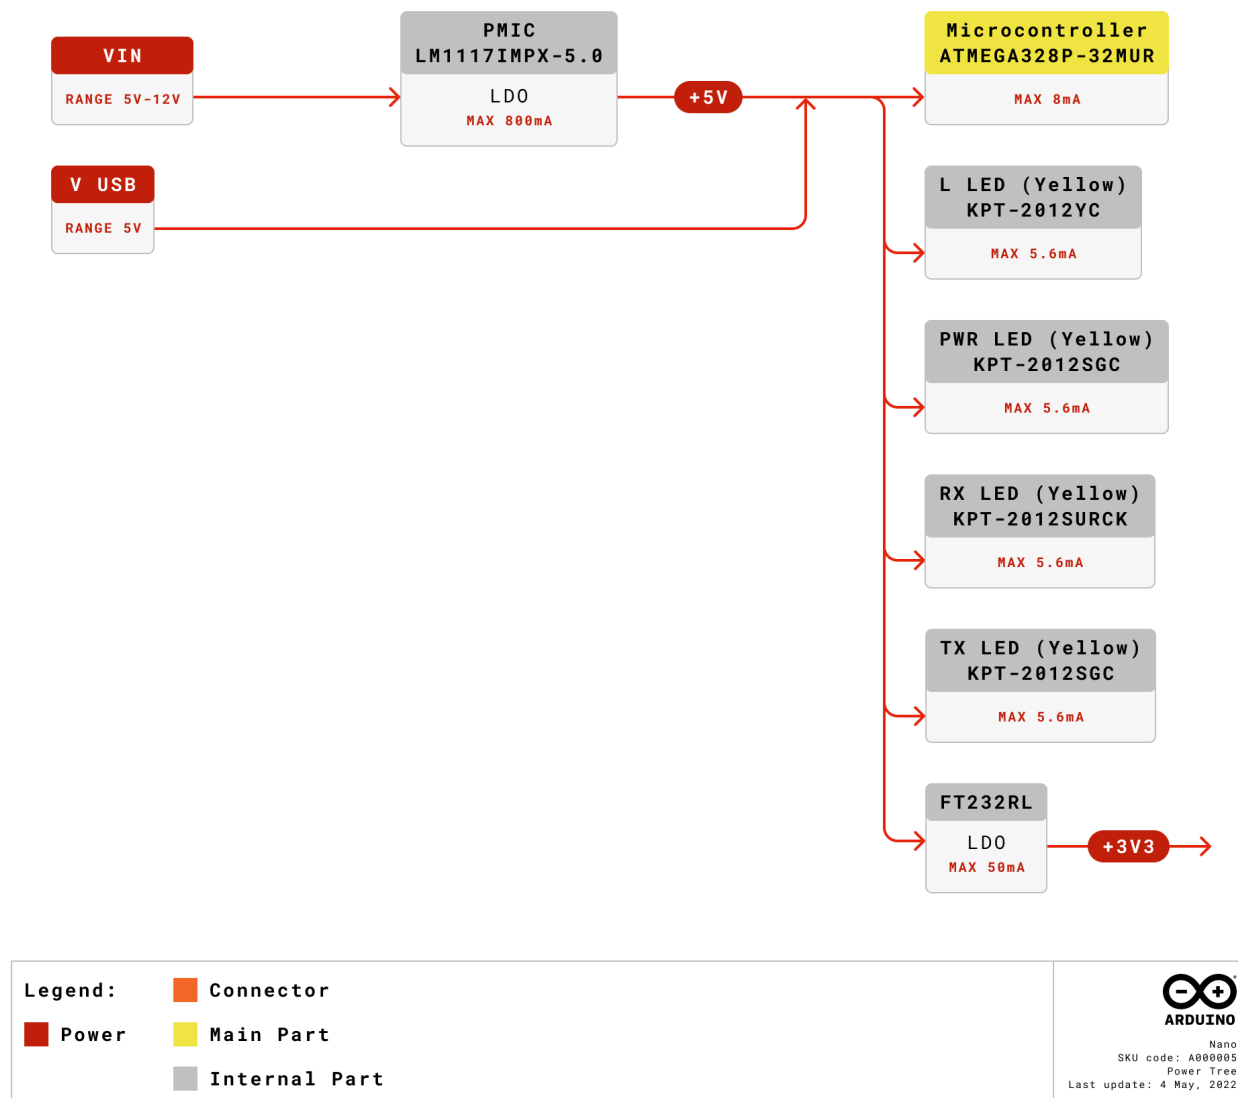 VIN
RANGE 5V-12V
PMIC
LM1117IMPX-5.0
LDO
MAX 800mA
+5V
Microcontroller
ATMEGA328P-32MUR
MAX 8mA
V USB
RANGE 5V
L LED (Yellow)
KPT-2012YC
MAX 5.6mA
PWR LED (Yellow)
KPT-2012SGC
MAX 5.6mA
RX LED (Yellow)
KPT-2012SURCK
MAX 5.6mA
TX LED (Yellow)
KPT-2012SGC
MAX 5.6mA
FT232RL
LDO
MAX 50mA
+3V3
Legend:
Power
Connector
Main Part
Internal Part
ARDUINO
Nano
SKU code: A000005
Power Tree
Last update: 4 May, 2022